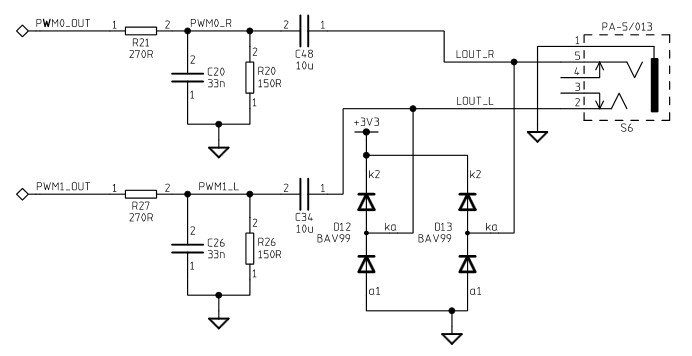 PWM0_OUT 1 2 PWM0_R 2 1
R21
270R
C48
10u
2
C20
33n
1
2
R20
150R
1
PA-5/013
1
5
4
3
2
S6
LOUT_R
LOUT_L
+3V3
PWM1_OUT 1 2 PWM1_L 2 1
R27
270R
C34
10u
2
C26
33n
1
2
R26
150R
1
k2 k2
D12
BAV99
ka
D13
BAV99
ka
a1 a1